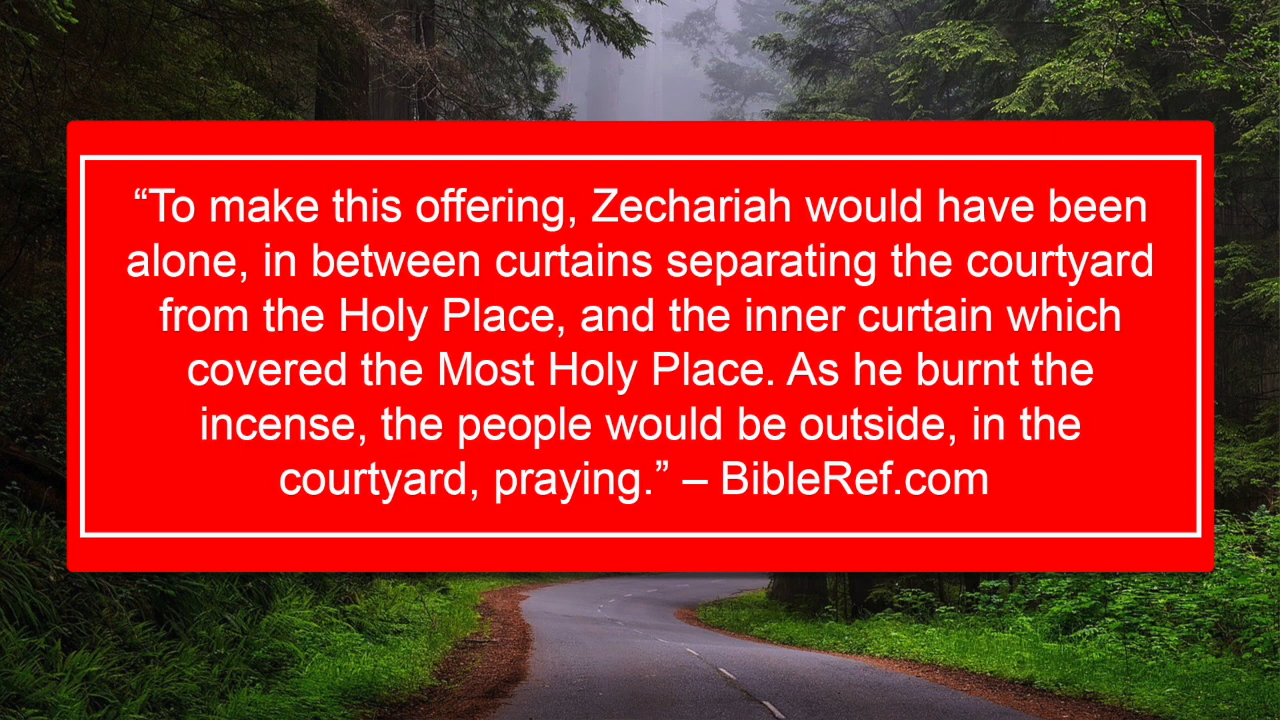 “To make this offering, Zechariah would have been
alone, in between curtains separating the courtyard
from the Holy Place, and the inner curtain which
covered the Most Holy Place. As he burnt the
incense, the people would be outside, in the
courtyard, praying.” – BibleRef.com